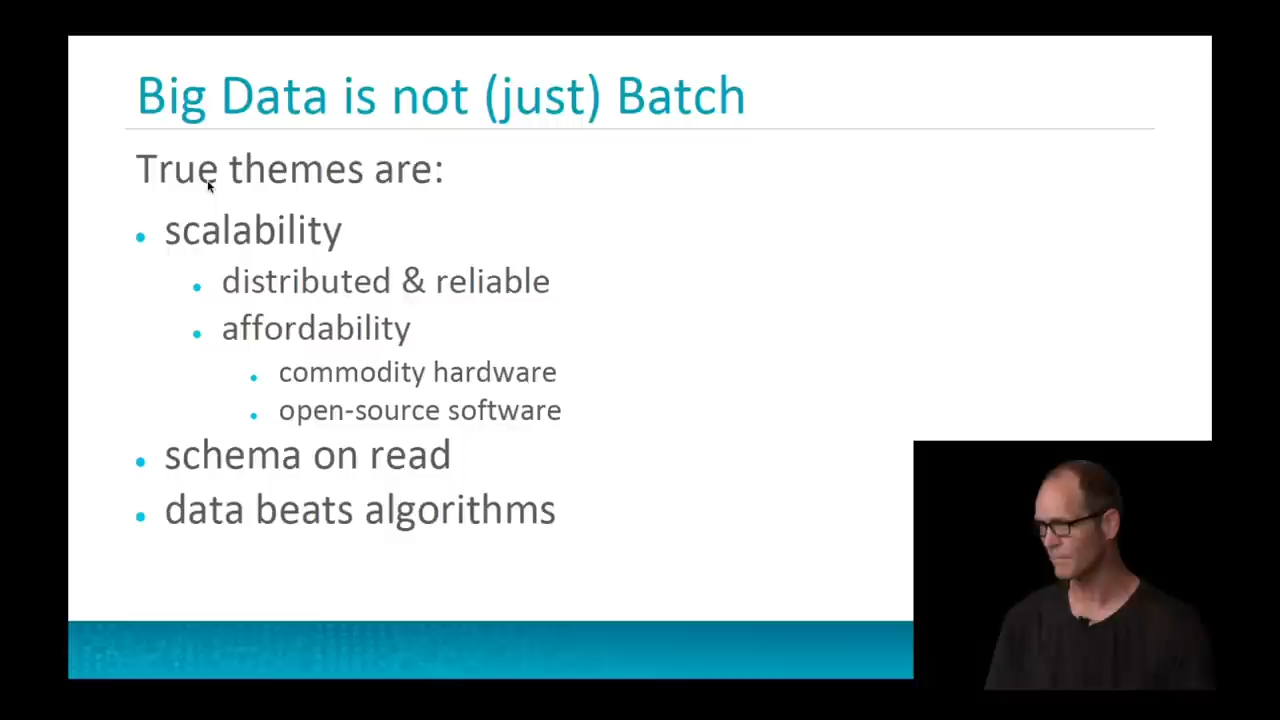 Big Data is not (just) Batch
True themes are:
scalability
distributed & reliable
affordability
commodity hardware
open-source software
schema on read
data beats algorithms